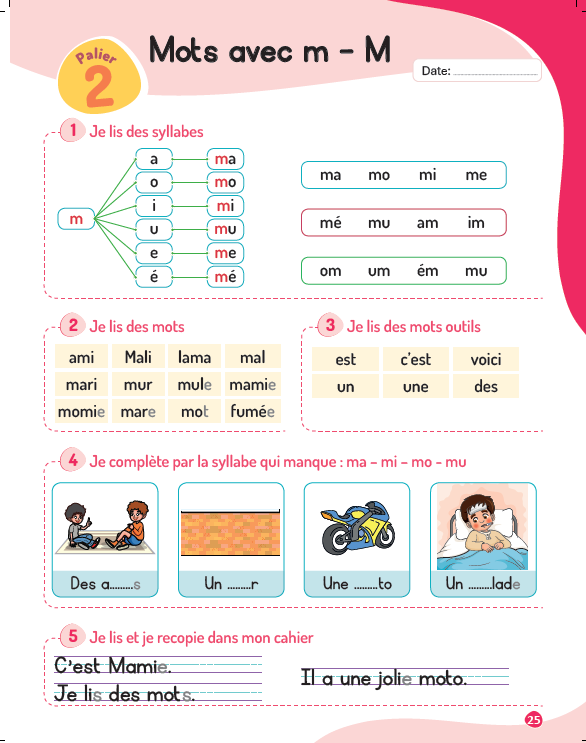 Palier
2
Mots avec m - M
Date: ..............................
1 Je lis des syllabes
m
a ma
o mo
i mi
u mu
e me
é mé
ma mo mi me
mé mu am im
om um ém mu
2 Je lis des mots
ami Mali lama mal
mari mur mule mamie
momie mare mot fumée
3 Je lis des mots outils
est c'est voici
un une des
4 Je complète par la syllabe qui manque : ma – mi – mo - mu
Des a.........s
Un .........r
Une .........to
Un .........lade
5 Je lis et je recopie dans mon cahier
C'est Mamie.
Je lis des mots.
Il a une jolie moto.
25